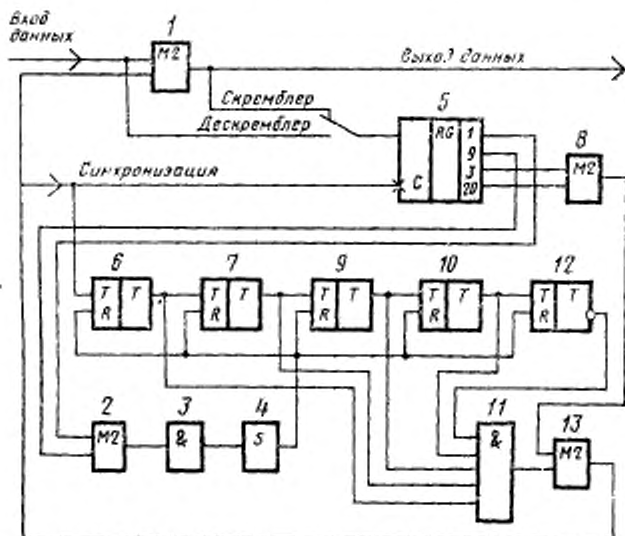 Вход
данных
1
М2
Выход данных
Скремблер
Дескремблер
5
RG
1
9
3
20
C
8
М2
Синхронизация
6
7
9
10
12
T T
R
T T
R
T T
R
T T
R
T T
R
2
3
4
11
13
М2
&
S
&
М2